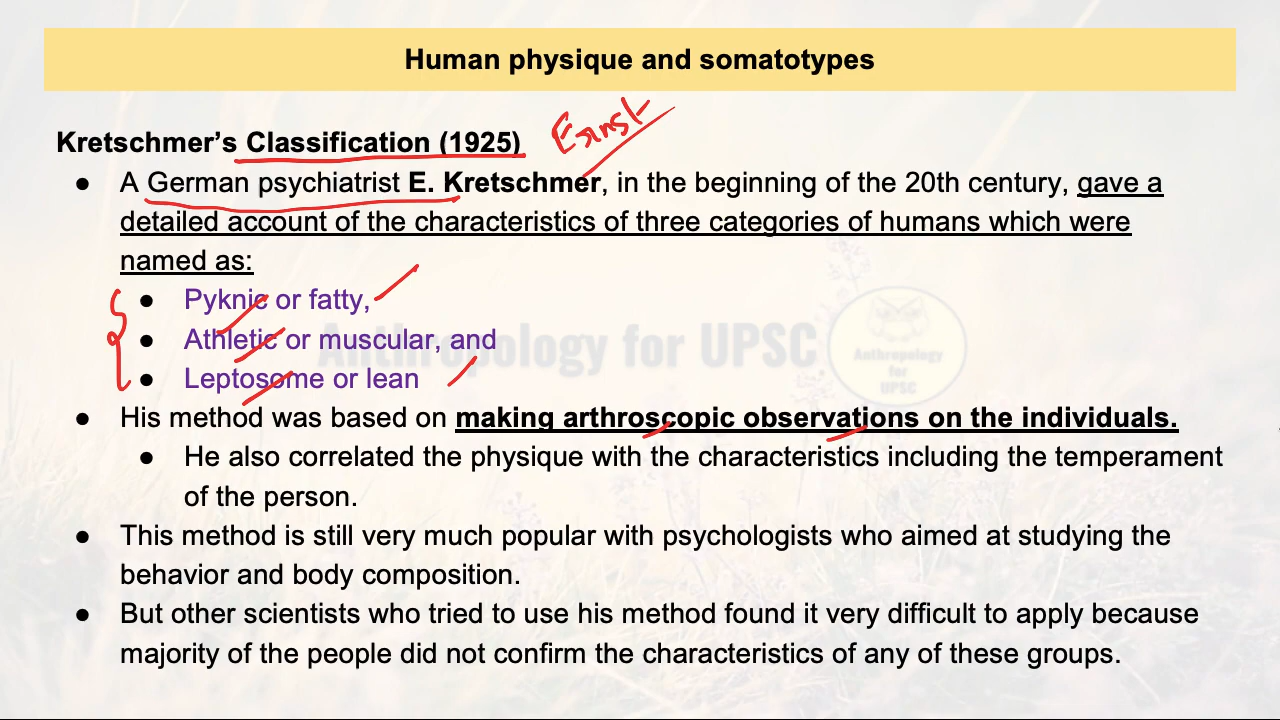 Human physique and somatotypes
Kretschmer's Classification (1925)
Ernst
● A German psychiatrist E. Kretschmer, in the beginning of the 20th century, gave a
detailed account of the characteristics of three categories of humans which were
named as:
● Pyknic or fatty,
● Athletic or muscular, and
● Leptosome or lean
Anthropology for UPSC
Anthropology
for
UPSC
● His method was based on making arthroscopic observations on the individuals.
● He also correlated the physique with the characteristics including the temperament
of the person.
● This method is still very much popular with psychologists who aimed at studying the
behavior and body composition.
● But other scientists who tried to use his method found it very difficult to apply because
majority of the people did not confirm the characteristics of any of these groups.